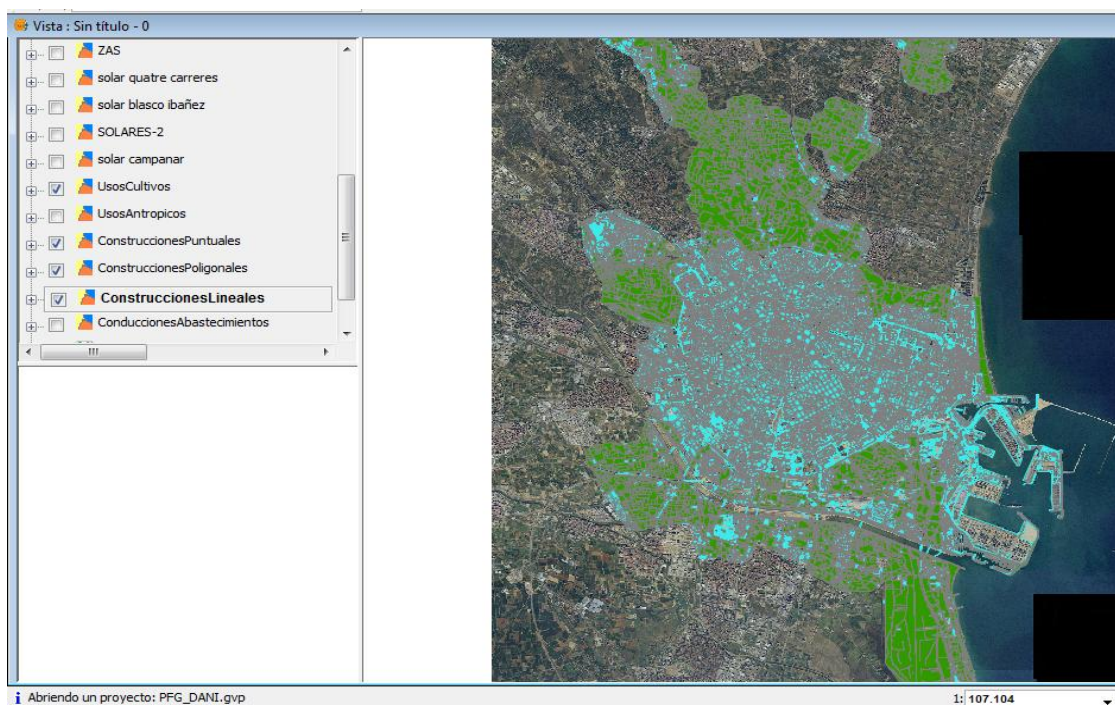 Vista : Sin título - 0
ZAS
solar quatre carreres
solar blasco ibañez
SOLARES-2
solar campanar
UsosCultivos
UsosAntropicos
ConstruccionesPuntuales
ConstruccionesPoligonales
ConstruccionesLineales
ConduccionesAbastecimientos
Abriendo un proyecto: PFG_DANI.gvp
1: 107.104